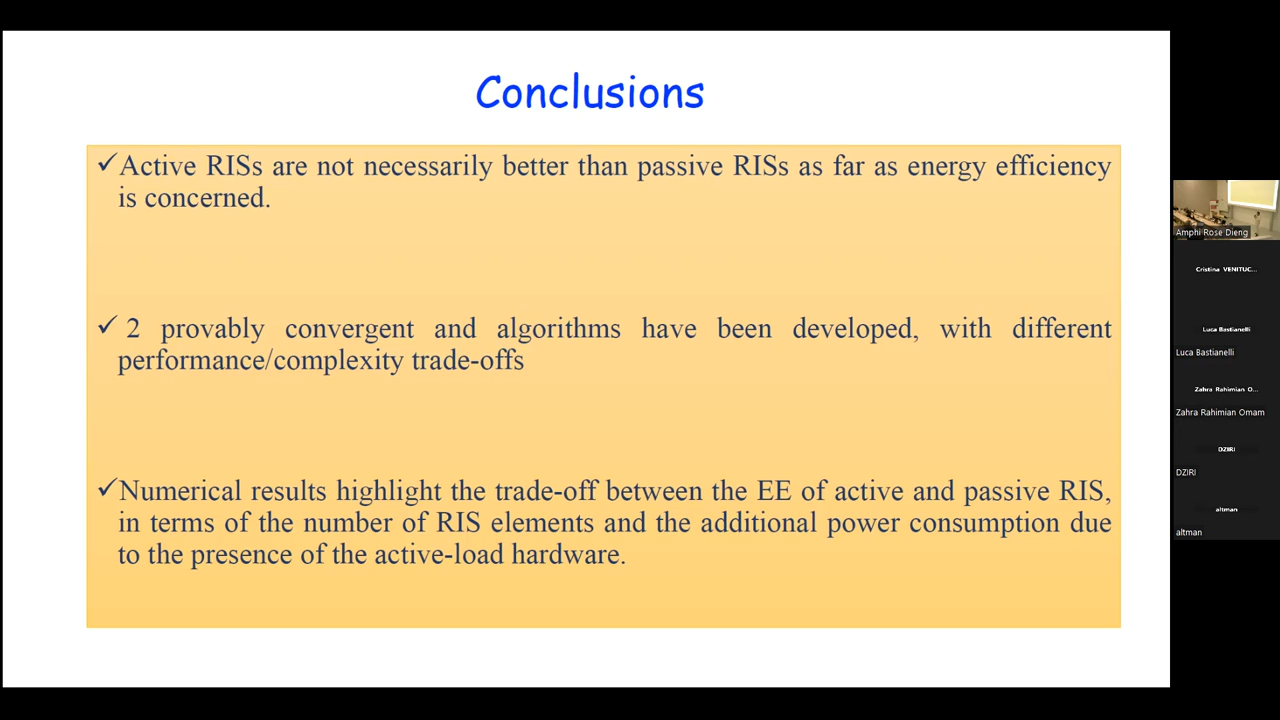 Conclusions
✓Active RISs are not necessarily better than passive RISs as far as energy efficiency
is concerned.
✓ 2 provably convergent and algorithms have been developed, with different
performance/complexity trade-offs
✓Numerical results highlight the trade-off between the EE of active and passive RIS,
in terms of the number of RIS elements and the additional power consumption due
to the presence of the active-load hardware.
Amphi Rose Dieng
Cristina VENITUC...
Luca Bastianelli
Luca Bastianelli
Zahra Rahimian O...
Zahra Rahimian Omam
DZIRI
DZIRI
altman
altman